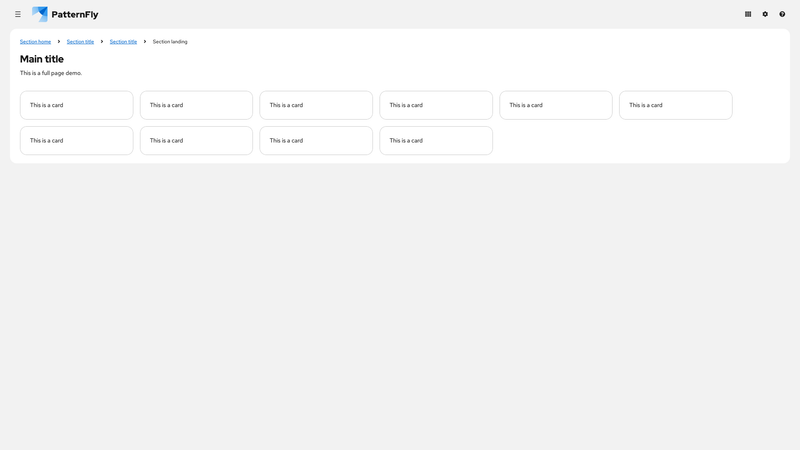 PatternFly
Section home Section title Section title Section landing
Main title
This is a full page demo.
This is a card This is a card This is a card This is a card This is a card This is a card
This is a card This is a card This is a card This is a card